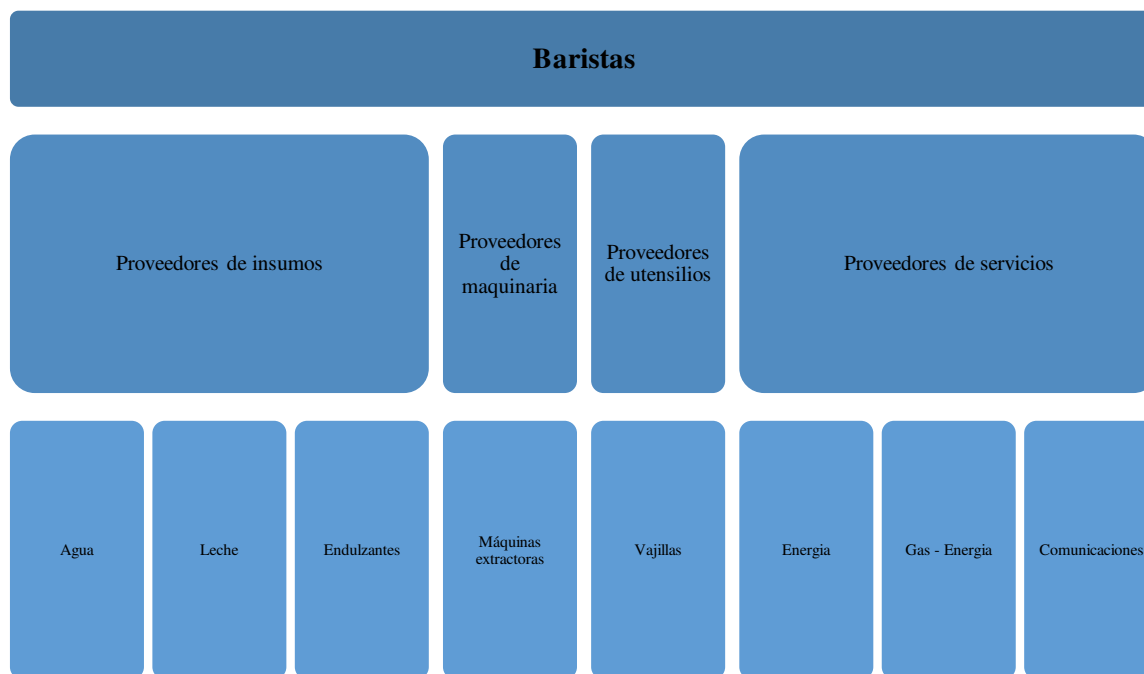 Baristas
Proveedores de insumos
Proveedores
de
maquinaria
Proveedores
de utensilios
Proveedores de servicios
Agua
Leche
Endulzantes
Máquinas
extractoras
Vajillas
Energia
Gas - Energia
Comunicaciones